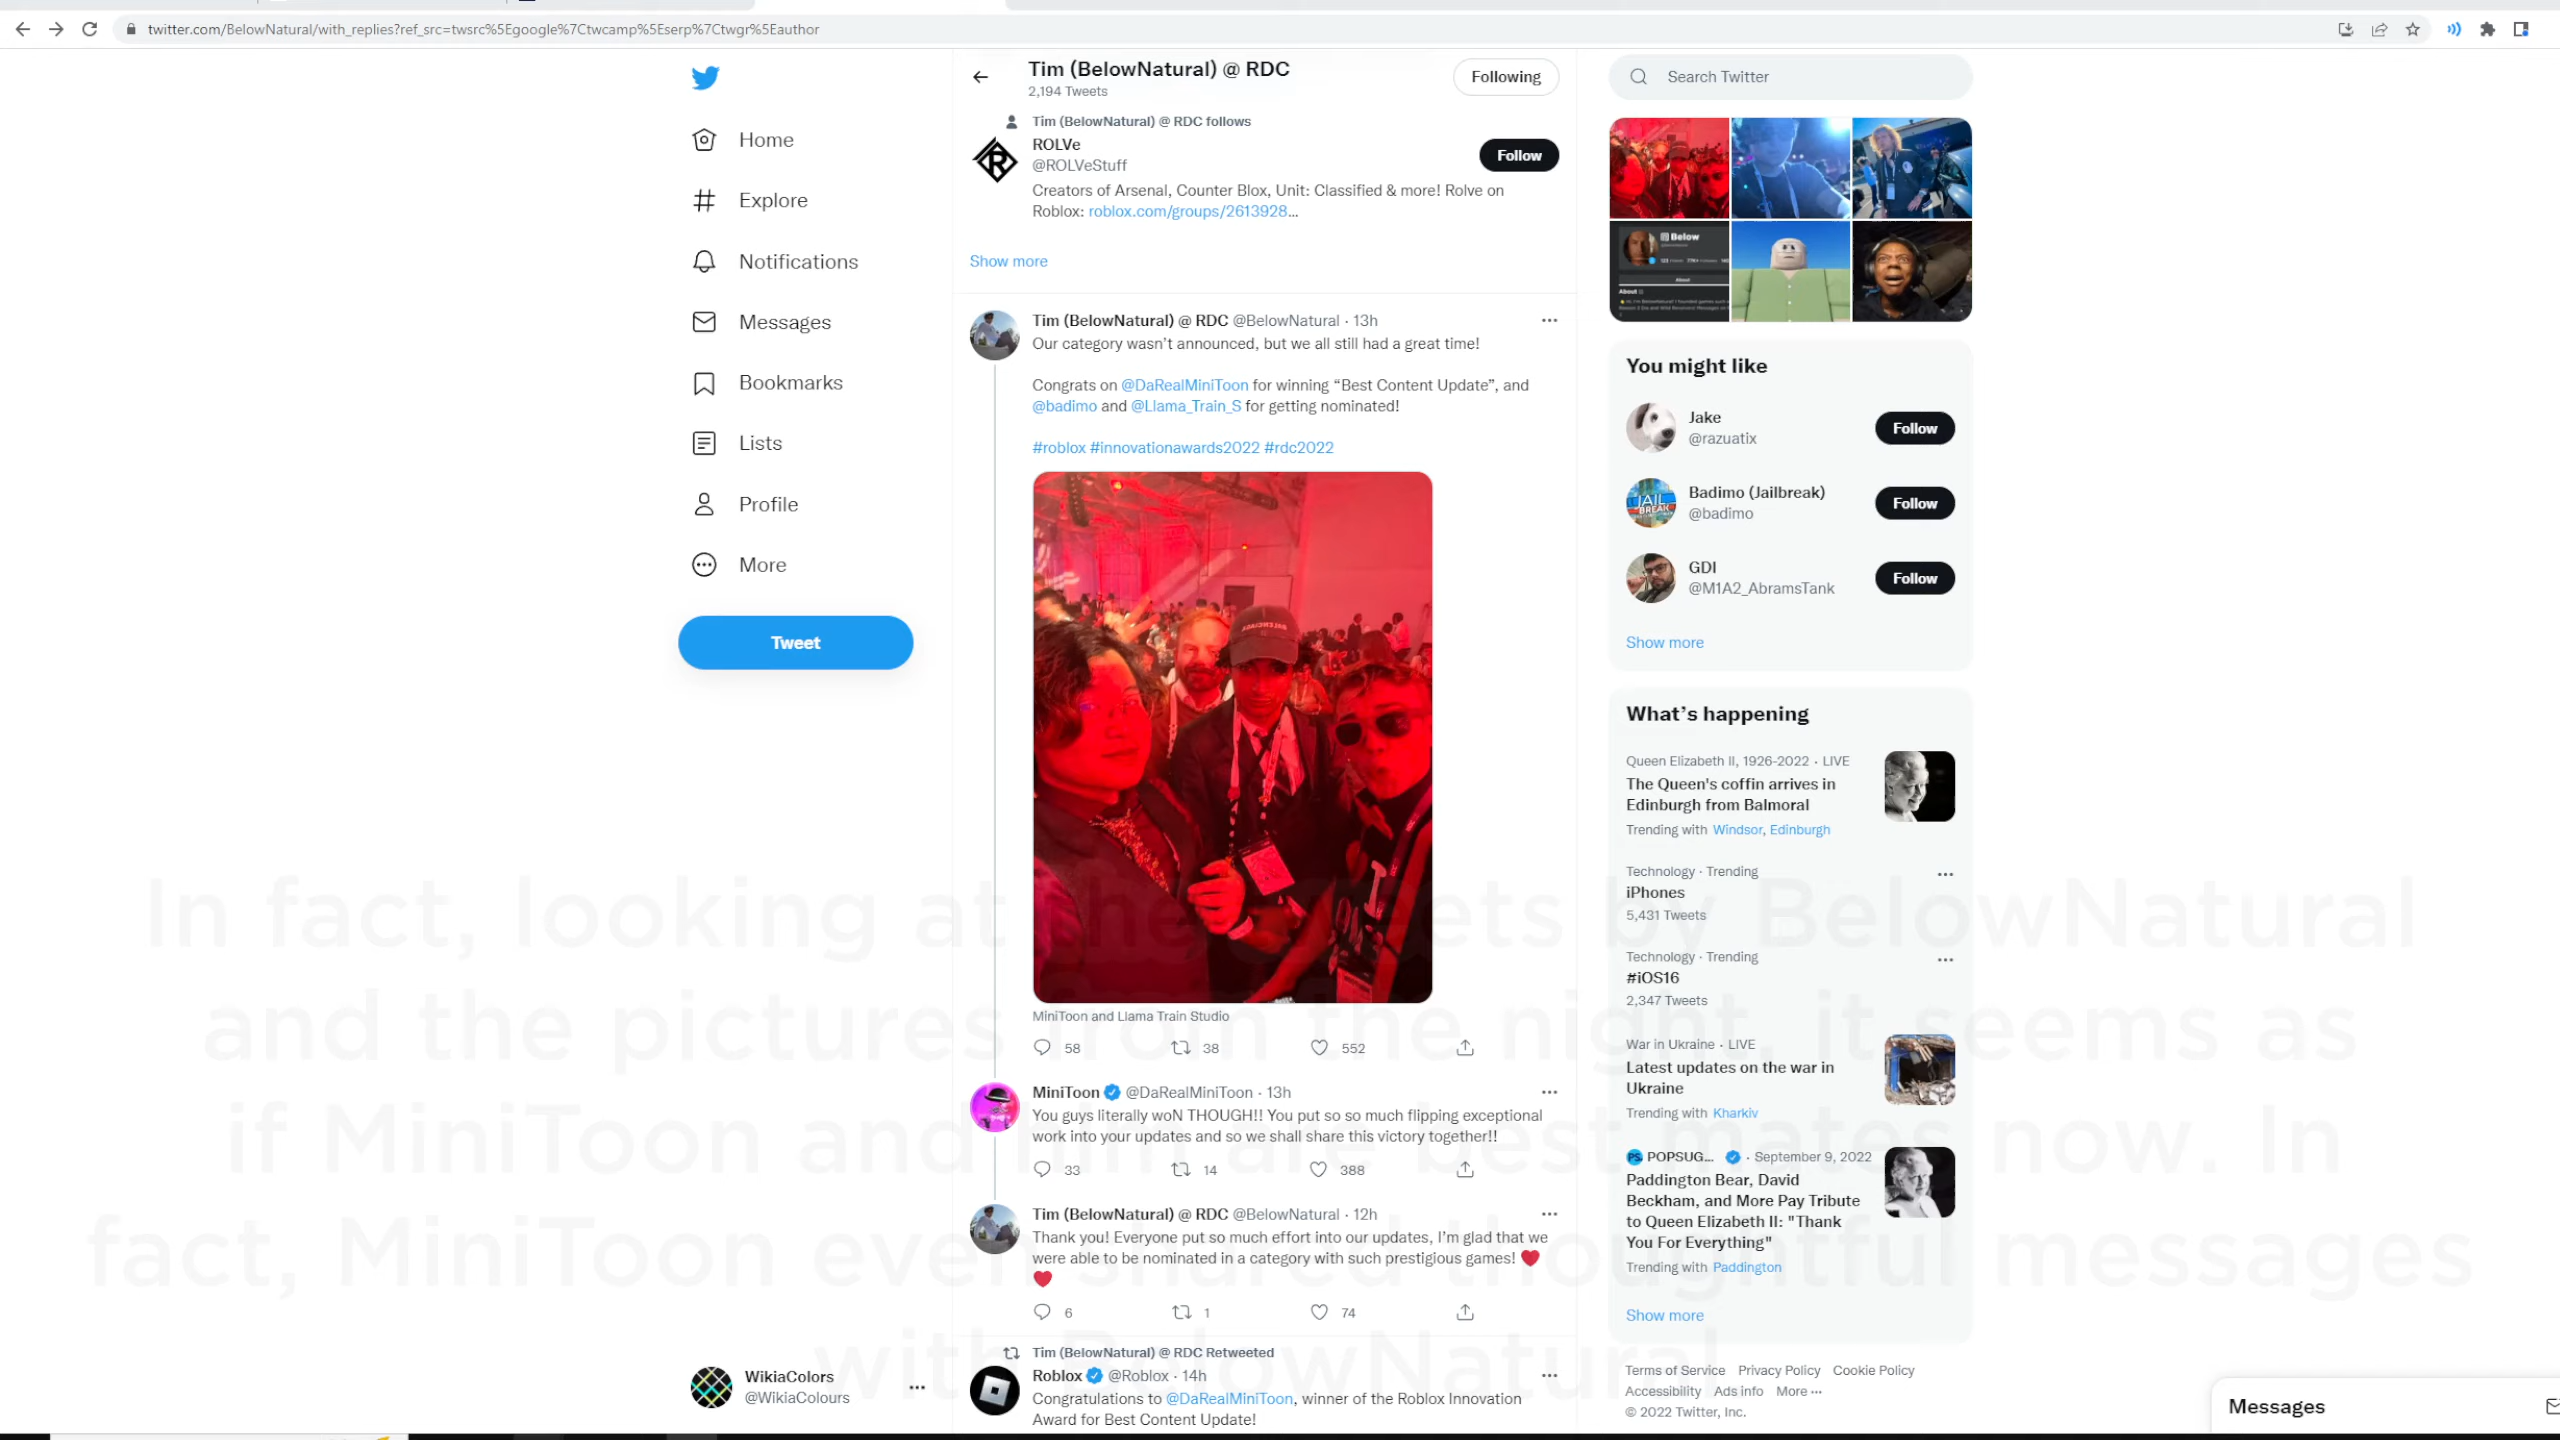 twitter.com/BelowNatural/with_replies?ref_src=twsrc%5Egoogle%7Ctwcamp%5Eserp%7Ctwgr%5Eauthor
Home
Explore
Notifications
Messages
Bookmarks
Lists
Profile
More
Tweet
WikiaColors
@WikiaColours
Tim (BelowNatural) @ RDC
2,194 Tweets
Following
Tim (BelowNatural) @ RDC follows
ROLVe
@ROLVeStuff
Follow
Creators of Arsenal, Counter Blox, Unit: Classified & more! Rolve on
Roblox: roblox.com/groups/2613928...
Show more
Tim (BelowNatural) @ RDC @BelowNatural · 13h
Our category wasn't announced, but we all still had a great time!
Congrats on @DaRealMiniToon for winning “Best Content Update”, and
@badimo and @Llama_Train_S for getting nominated!
#roblox #innovationawards2022 #rdc2022
MiniToon and Llama Train Studio
58 38 552
MiniToon @DaRealMiniToon · 13h
You guys literally woN THOUGH!! You put so so much flipping exceptional
work into your updates and so we shall share this victory together!!
33 14 388
Tim (BelowNatural) @ RDC @BelowNatural · 12h
Thank you! Everyone put so much effort into our updates, I'm glad that we
were able to be nominated in a category with such prestigious games! ❤️
❤️
6 1 74
Tim (BelowNatural) @ RDC Retweeted
Roblox @Roblox · 14h
Congratulations to @DaRealMiniToon, winner of the Roblox Innovation
Award for Best Content Update!
Search Twitter
Below
About
About
You might like
Jake
@razuatix
Follow
Badimo (Jailbreak)
@badimo
Follow
GDI
@M1A2_AbramsTank
Follow
Show more
What's happening
Queen Elizabeth II, 1926-2022 · LIVE
The Queen's coffin arrives in
Edinburgh from Balmoral
Trending with Windsor, Edinburgh
Technology · Trending
iPhones
5,431 Tweets
Technology · Trending
#iOS16
2,347 Tweets
War in Ukraine · LIVE
Latest updates on the war in
Ukraine
Trending with Kharkiv
POPSUG... · September 9, 2022
Paddington Bear, David
Beckham, and More Pay Tribute
to Queen Elizabeth II: "Thank
You For Everything"
Trending with Paddington
Show more
Terms of Service Privacy Policy Cookie Policy
Accessibility Ads info More ...
© 2022 Twitter, Inc.
Messages
In fact, looking at the tweets by BelowNatural
and the pictures from the night, it seems as
if MiniToon and him are best mates now. In
fact, MiniToon even shared thoughtful messages
with BelowNatural